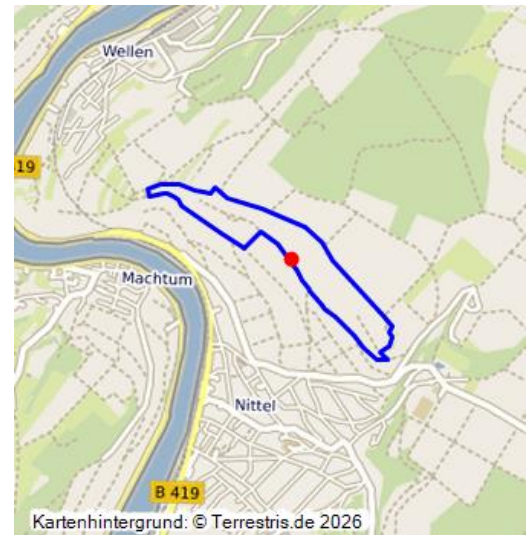 Wellen
19
Machtum
Nittel
B 419
Kartenhintergrund: © Terrestris.de 2026